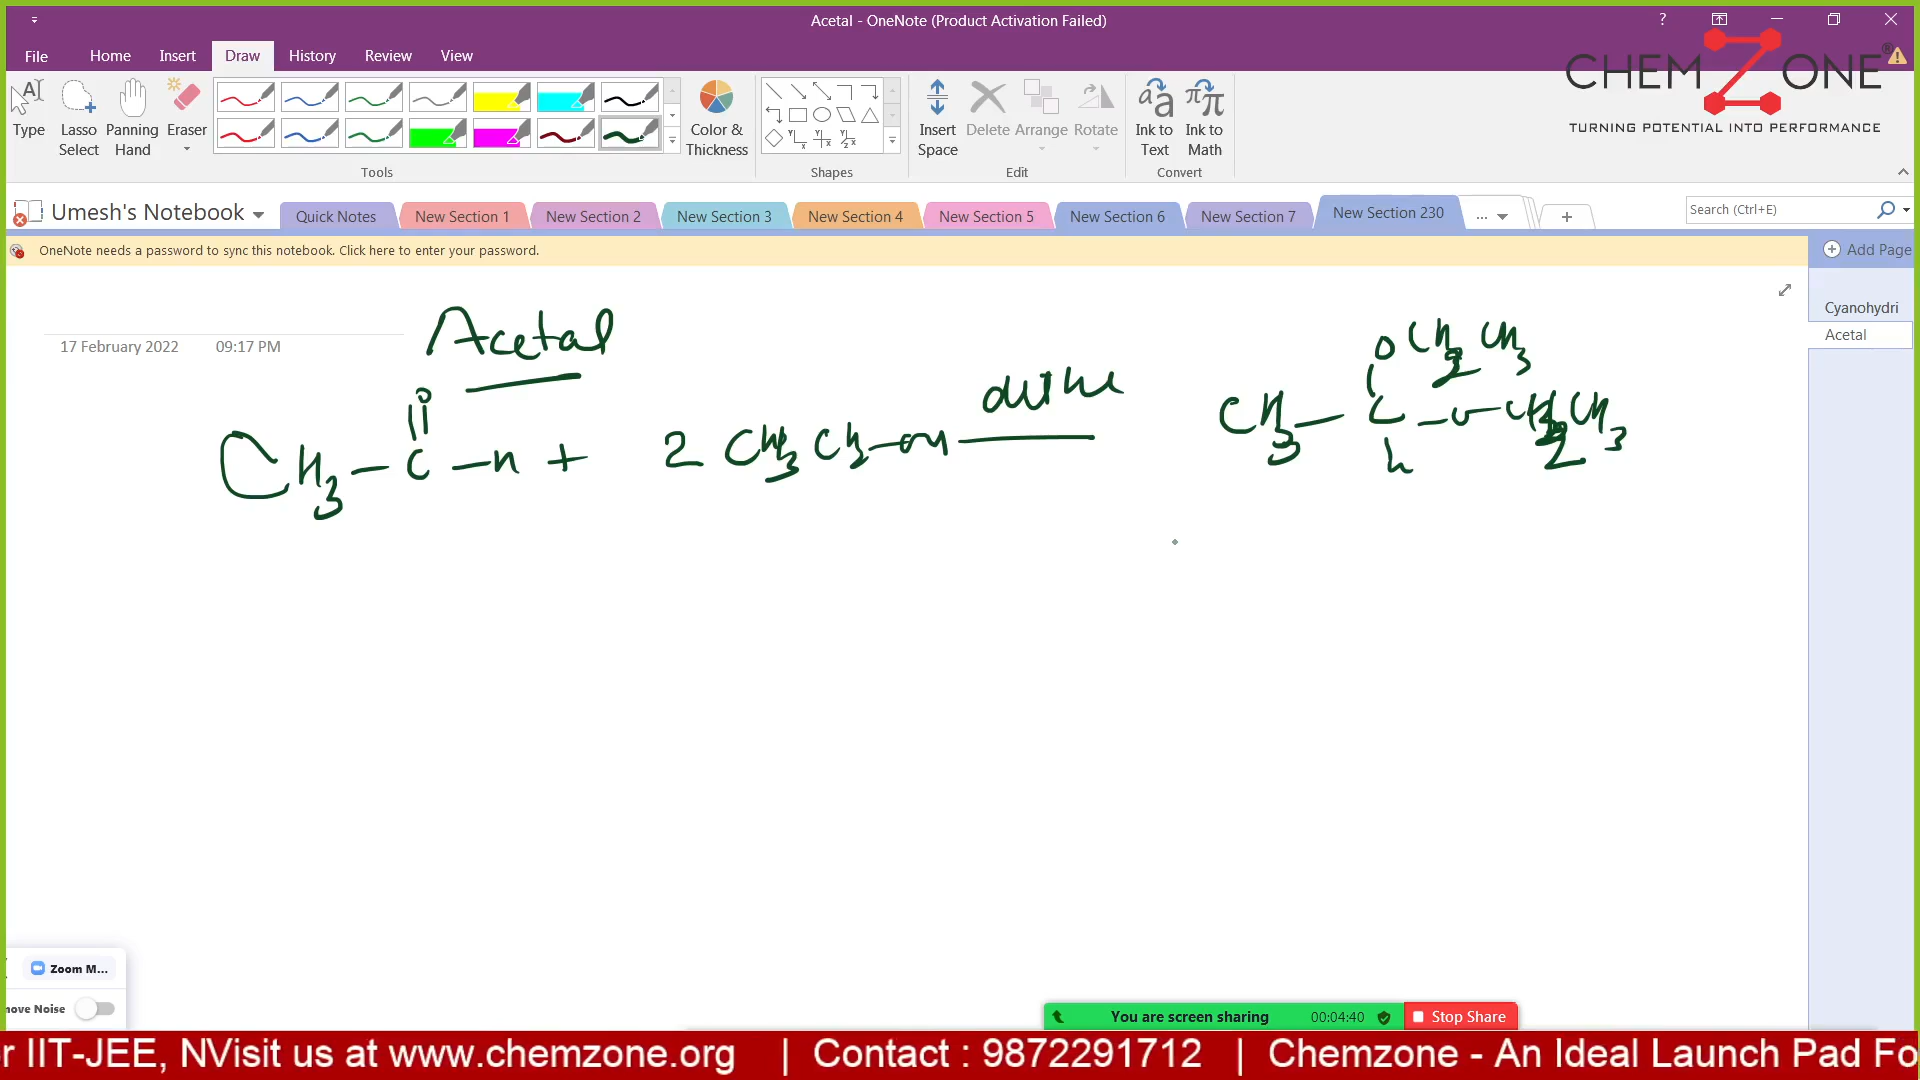 Acetal - OneNote (Product Activation Failed)
?
File Home Insert Draw History Review View
CHEMZONE®
TURNING POTENTIAL INTO PERFORMANCE
Type Lasso Select Panning Hand Eraser Color & Thickness Insert Space Delete Arrange Rotate Ink to Text Ink to Math
Tools Shapes Edit Convert
Umesh's Notebook Quick Notes New Section 1 New Section 2 New Section 3 New Section 4 New Section 5 New Section 6 New Section 7 New Section 230 ... Search (Ctrl+E)
OneNote needs a password to sync this notebook. Click here to enter your password.
Add Page
Cyanohydri
Acetal
17 February 2022 09:17 PM
Acetal
O OCH2CH3
CH3-C-H + 2 CH3CH2-OH CH3-C-O-CH2CH3
H
Zoom M...
move Noise
You are screen sharing 00:04:40 Stop Share
r IIT-JEE, NVisit us at www.chemzone.org | Contact : 9872291712 | Chemzone - An Ideal Launch Pad Fo